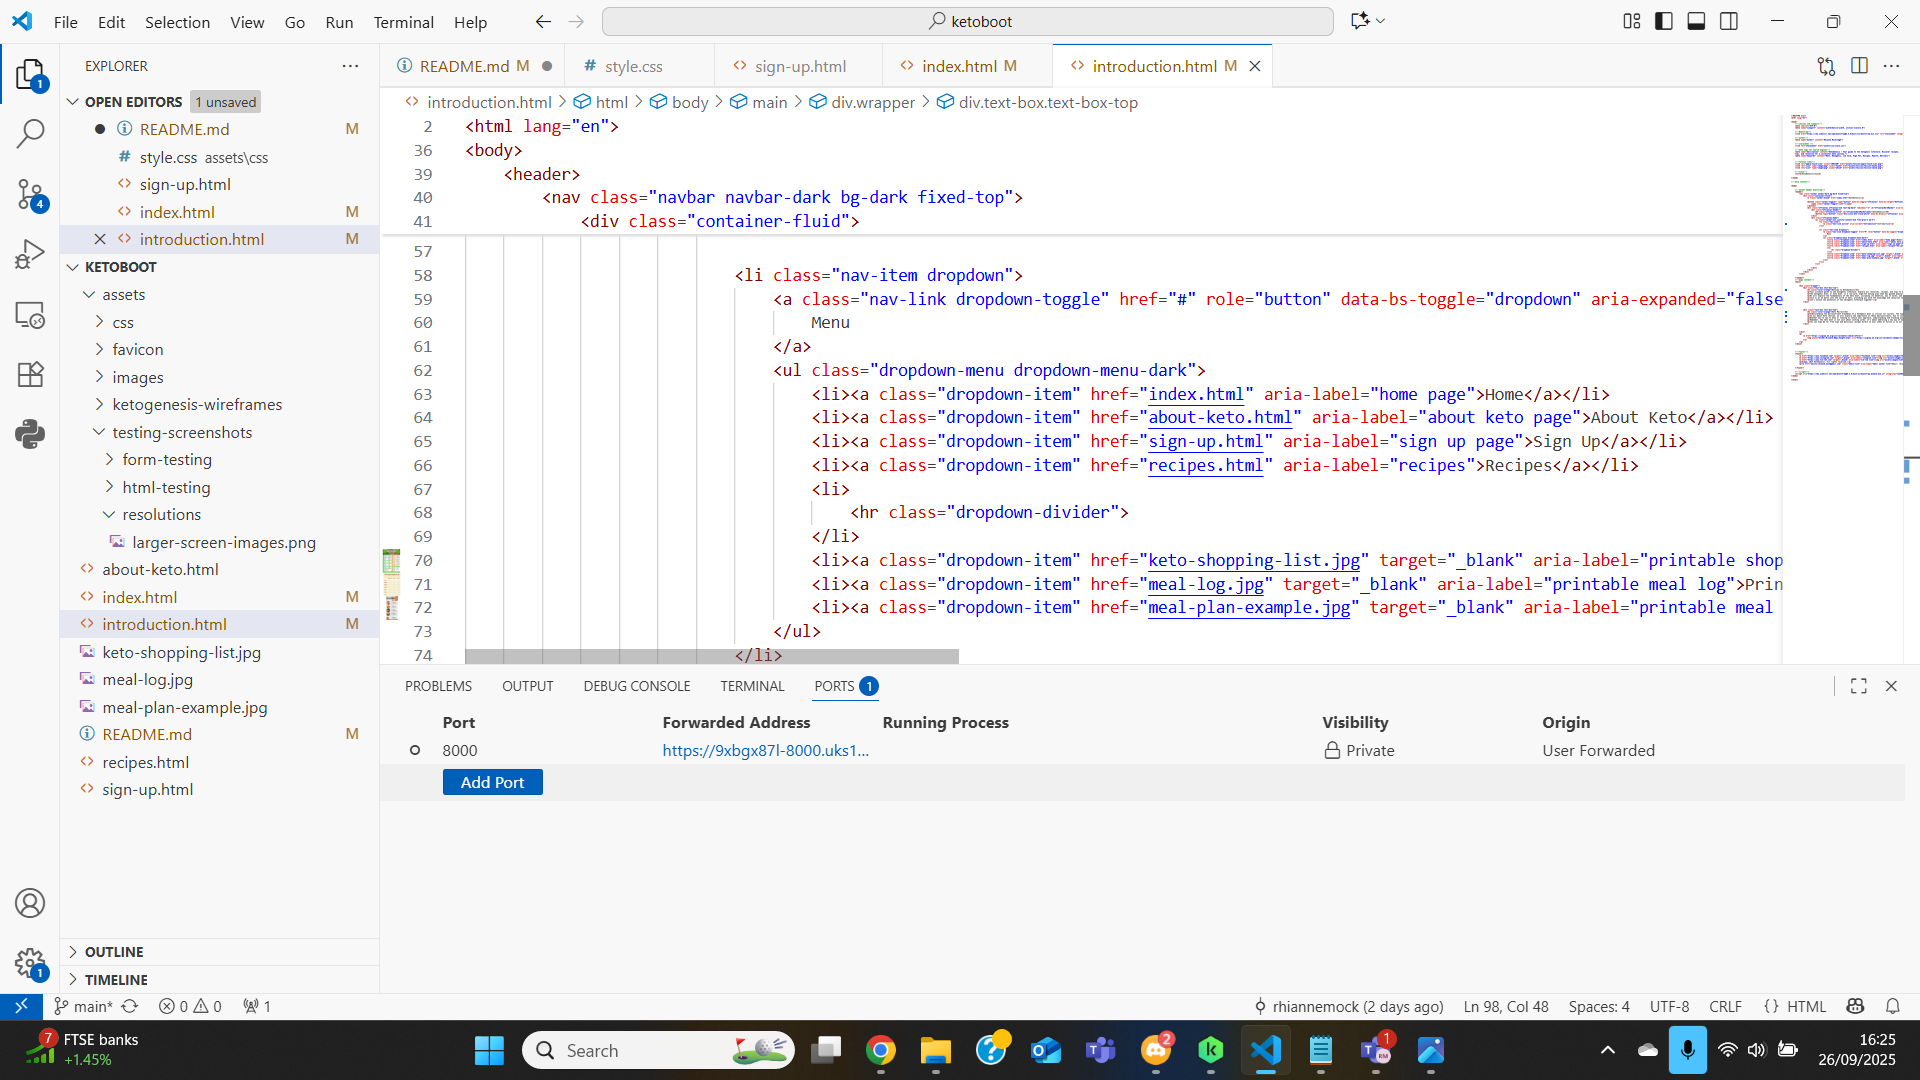 File Edit Selection View Go Run Terminal Help
ketoboot
EXPLORER
OPEN EDITORS 1 unsaved
README.md M
style.css assets\css
sign-up.html
index.html M
introduction.html M
KETOBOOT
assets
css
favicon
images
ketogenesis-wireframes
testing-screenshots
form-testing
html-testing
resolutions
larger-screen-images.png
about-keto.html
index.html M
introduction.html M
keto-shopping-list.jpg
meal-log.jpg
meal-plan-example.jpg
README.md M
recipes.html
sign-up.html
OUTLINE
TIMELINE
1
4
1
README.md M
# style.css
sign-up.html
index.html M
introduction.html M
introduction.html > html > body > main > div.wrapper > div.text-box.text-box-top
2 <html lang="en">
36 <body>
39 <header>
40 <nav class="navbar navbar-dark bg-dark fixed-top">
41 <div class="container-fluid">
57
58 <li class="nav-item dropdown">
59 <a class="nav-link dropdown-toggle" href="#" role="button" data-bs-toggle="dropdown" aria-expanded="false
60 Menu
61 </a>
62 <ul class="dropdown-menu dropdown-menu-dark">
63 <li><a class="dropdown-item" href="index.html" aria-label="home page">Home</a></li>
64 <li><a class="dropdown-item" href="about-keto.html" aria-label="about keto page">About Keto</a></li>
65 <li><a class="dropdown-item" href="sign-up.html" aria-label="sign up page">Sign Up</a></li>
66 <li><a class="dropdown-item" href="recipes.html" aria-label="recipes">Recipes</a></li>
67 <li>
68 <hr class="dropdown-divider">
69 </li>
70 <li><a class="dropdown-item" href="keto-shopping-list.jpg" target="_blank" aria-label="printable shop
71 <li><a class="dropdown-item" href="meal-log.jpg" target="_blank" aria-label="printable meal log">Prin
72 <li><a class="dropdown-item" href="meal-plan-example.jpg" target="_blank" aria-label="printable meal
73 </ul>
74 </li>
PROBLEMS OUTPUT DEBUG CONSOLE TERMINAL PORTS 1
Port Forwarded Address Running Process Visibility Origin
8000 https://9xbgx87l-8000.uks1... Private User Forwarded
Add Port
main* 0 0 1
rhiannemock (2 days ago) Ln 98, Col 48 Spaces: 4 UTF-8 CRLF {} HTML
7
FTSE banks
+1.45%
Search
2
1
RM
16:25
26/09/2025